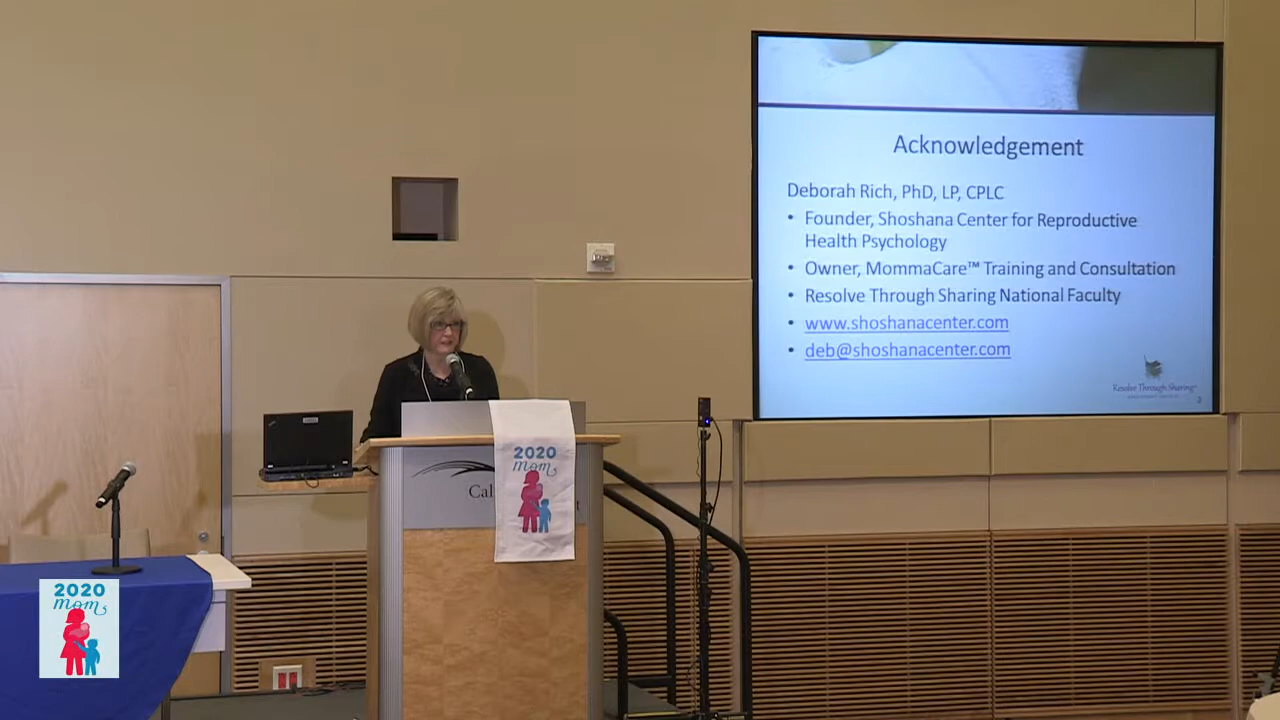 Acknowledgement
Deborah Rich, PhD, LP, CPLC
• Founder, Shoshana Center for Reproductive
Health Psychology
• Owner, MommaCare™ Training and Consultation
• Resolve Through Sharing National Faculty
• www.shoshanacenter.com
• deb@shoshanacenter.com
Resolve Through Sharing
2020
mom
Cal
2020
mom